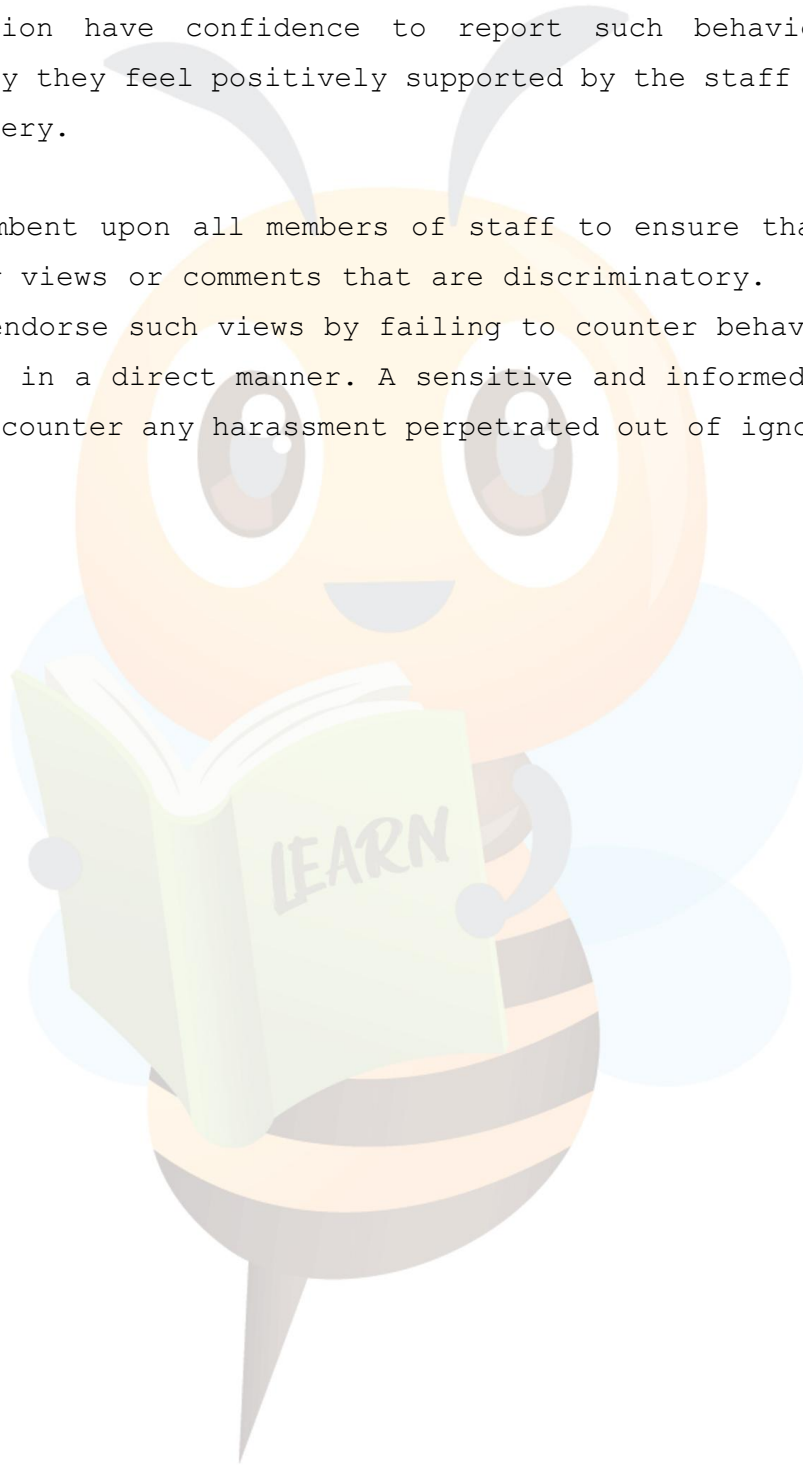 tion have confidence to report such behavi
y they feel positively supported by the staff
ery.
mbent upon all members of staff to ensure tha
views or comments that are discriminatory.
endorse such views by failing to counter behav
in a direct manner. A sensitive and informed
counter any harassment perpetrated out of igno
LEARN